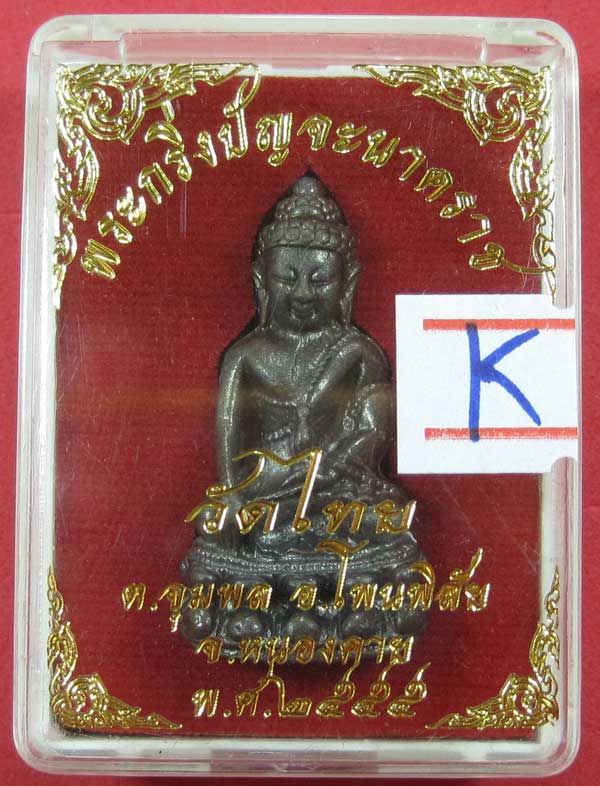 พระกริ่งปัญจะนาคราช
K
วัดไทย
ต.จุมพล อ.โพนพิสัย
จ.หนองคาย
พ.ศ.๒๕๕๕